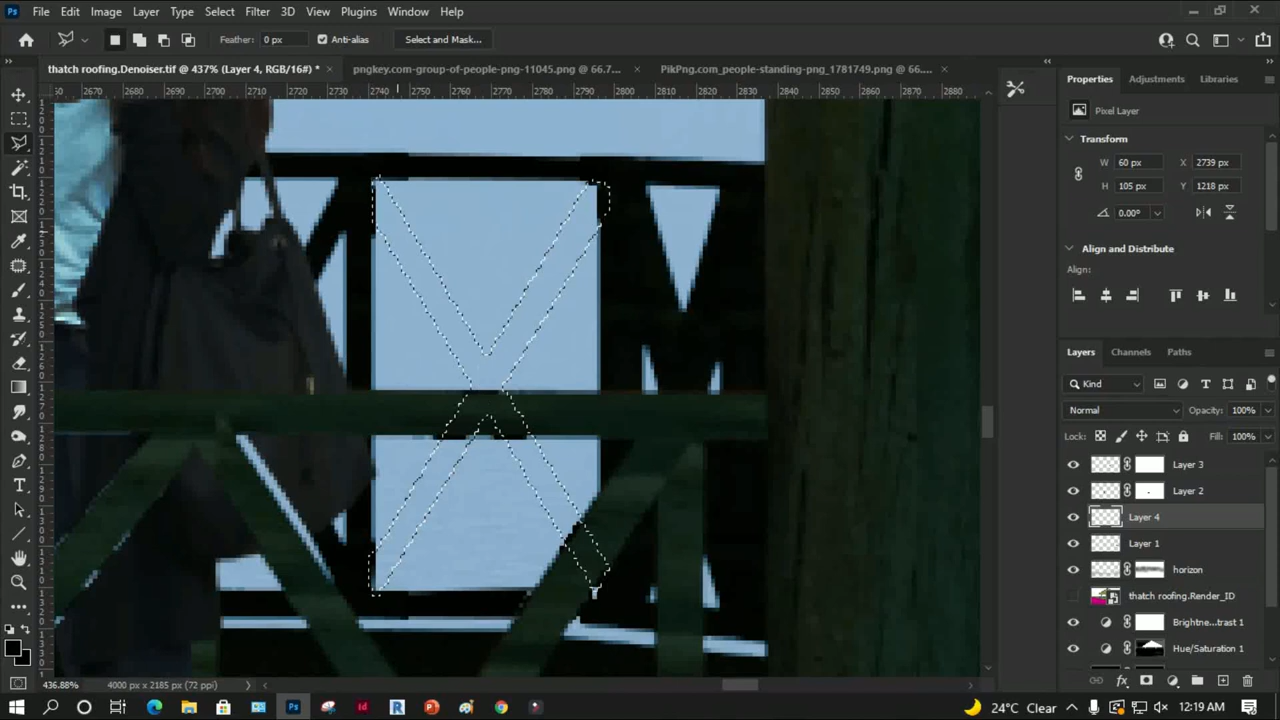 Ps File Edit Image Layer Type Select Filter 3D View Plugins Window Help
Feather: 0 px Anti-alias Select and Mask...
thatch roofing.Denoiser.tif @ 437% (Layer 4, RGB/16#) * × pngkey.com-group-of-people-png-11045.png @ 66.7... × PikPng.com_people-standing-png_1781749.png @ 66.... ×
2670 2680 2690 2700 2710 2720 2730 2740 2750 2760 2770 2780 2790 2800 2810 2820 2830 2840 2850 2860 2870 2880
Properties Adjustments Libraries
Pixel Layer
Transform
W 60 px X 2739 px
H 105 px Y 1218 px
0.00°
Align and Distribute
Align:
Layers Channels Paths
Kind
Normal Opacity: 100%
Lock: Fill: 100%
Layer 3
Layer 2
Layer 4
Layer 1
horizon
thatch roofing.Render_ID
Brightne...trast 1
Hue/Saturation 1
436.88% 4000 px x 2185 px (72 ppi)
24°C Clear 12:19 AM